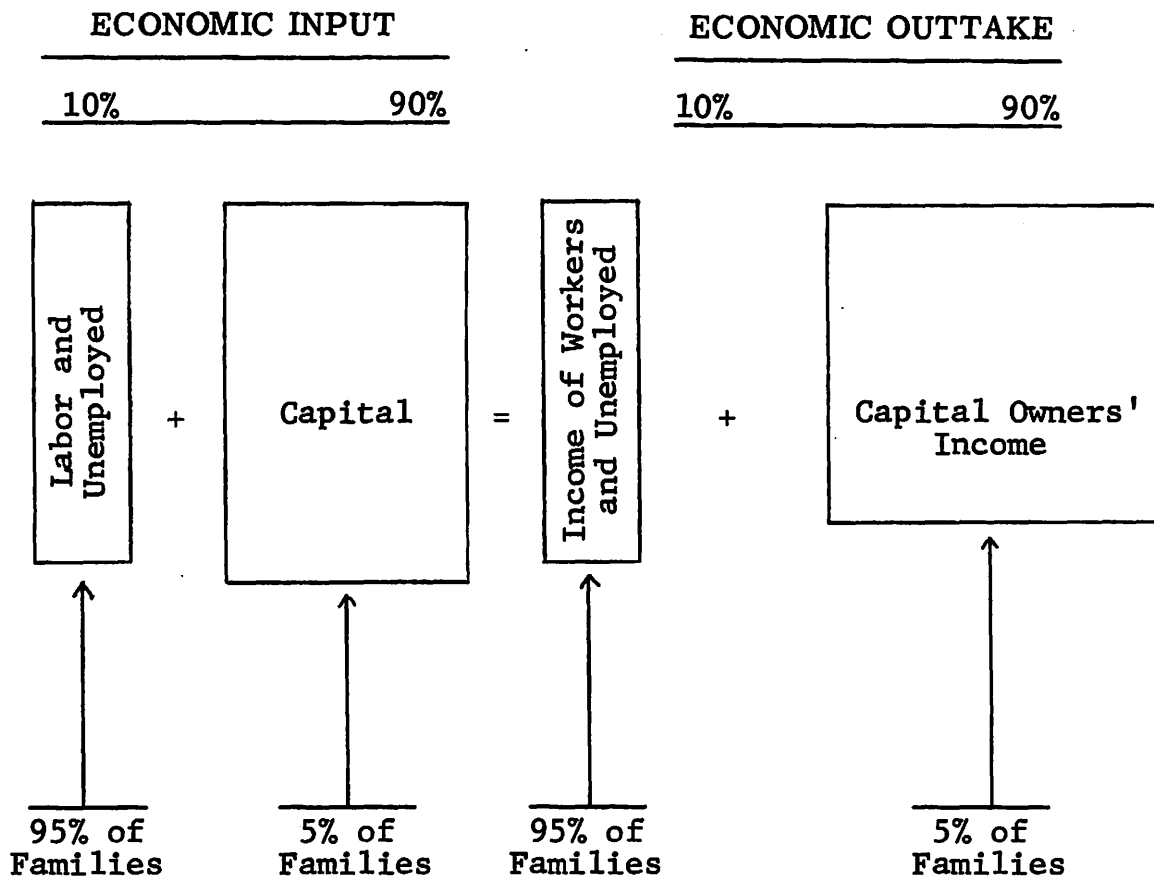 ECONOMIC INPUT
ECONOMIC OUTTAKE
10% 90%
10% 90%
Labor and
Unemployed
+
Capital
=
Income of Workers
and Unemployed
+
Capital Owners'
Income
95% of
Families
5% of
Families
95% of
Families
5% of
Families